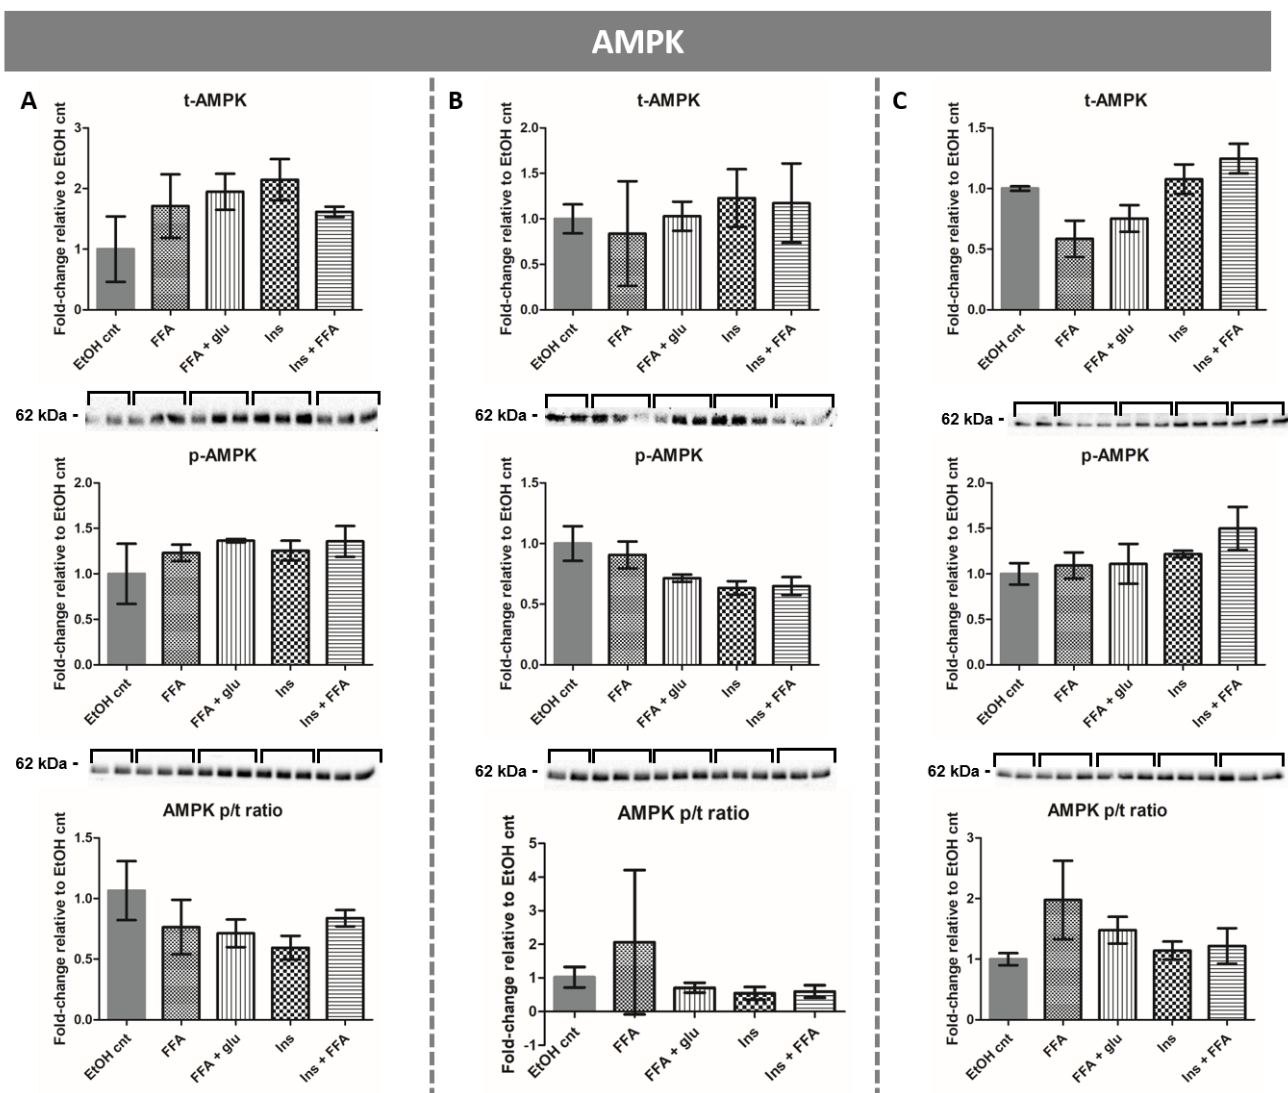 AMPK
A
t-AMPK
Fold-change relative to EtOH cnt
3
2
1
0
EtOH cnt
FFA
FFA + glu
Ins
Ins + FFA
62 kDa -
p-AMPK
Fold-change relative to EtOH cnt
2.0
1.5
1.0
0.5
0.0
EtOH cnt
FFA
FFA + glu
Ins
Ins + FFA
62 kDa -
AMPK p/t ratio
Fold-change relative to EtOH cnt
1.5
1.0
0.5
0.0
EtOH cnt
FFA
FFA + glu
Ins
Ins + FFA
B
t-AMPK
Fold-change relative to EtOH cnt
2.0
1.5
1.0
0.5
0.0
EtOH cnt
FFA
FFA + glu
Ins
Ins + FFA
62 kDa -
p-AMPK
Fold-change relative to EtOH cnt
1.5
1.0
0.5
0.0
EtOH cnt
FFA
FFA + glu
Ins
Ins + FFA
62 kDa -
AMPK p/t ratio
Fold-change relative to EtOH cnt
5
4
3
2
1
0
-1
EtOH cnt
FFA
FFA + glu
Ins
Ins + FFA
C
t-AMPK
Fold-change relative to EtOH cnt
1.5
1.0
0.5
0.0
EtOH cnt
FFA
FFA + glu
Ins
Ins + FFA
62 kDa -
p-AMPK
Fold-change relative to EtOH cnt
2.0
1.5
1.0
0.5
0.0
EtOH cnt
FFA
FFA + glu
Ins
Ins + FFA
62 kDa -
AMPK p/t ratio
Fold-change relative to EtOH cnt
3
2
1
0
EtOH cnt
FFA
FFA + glu
Ins
Ins + FFA